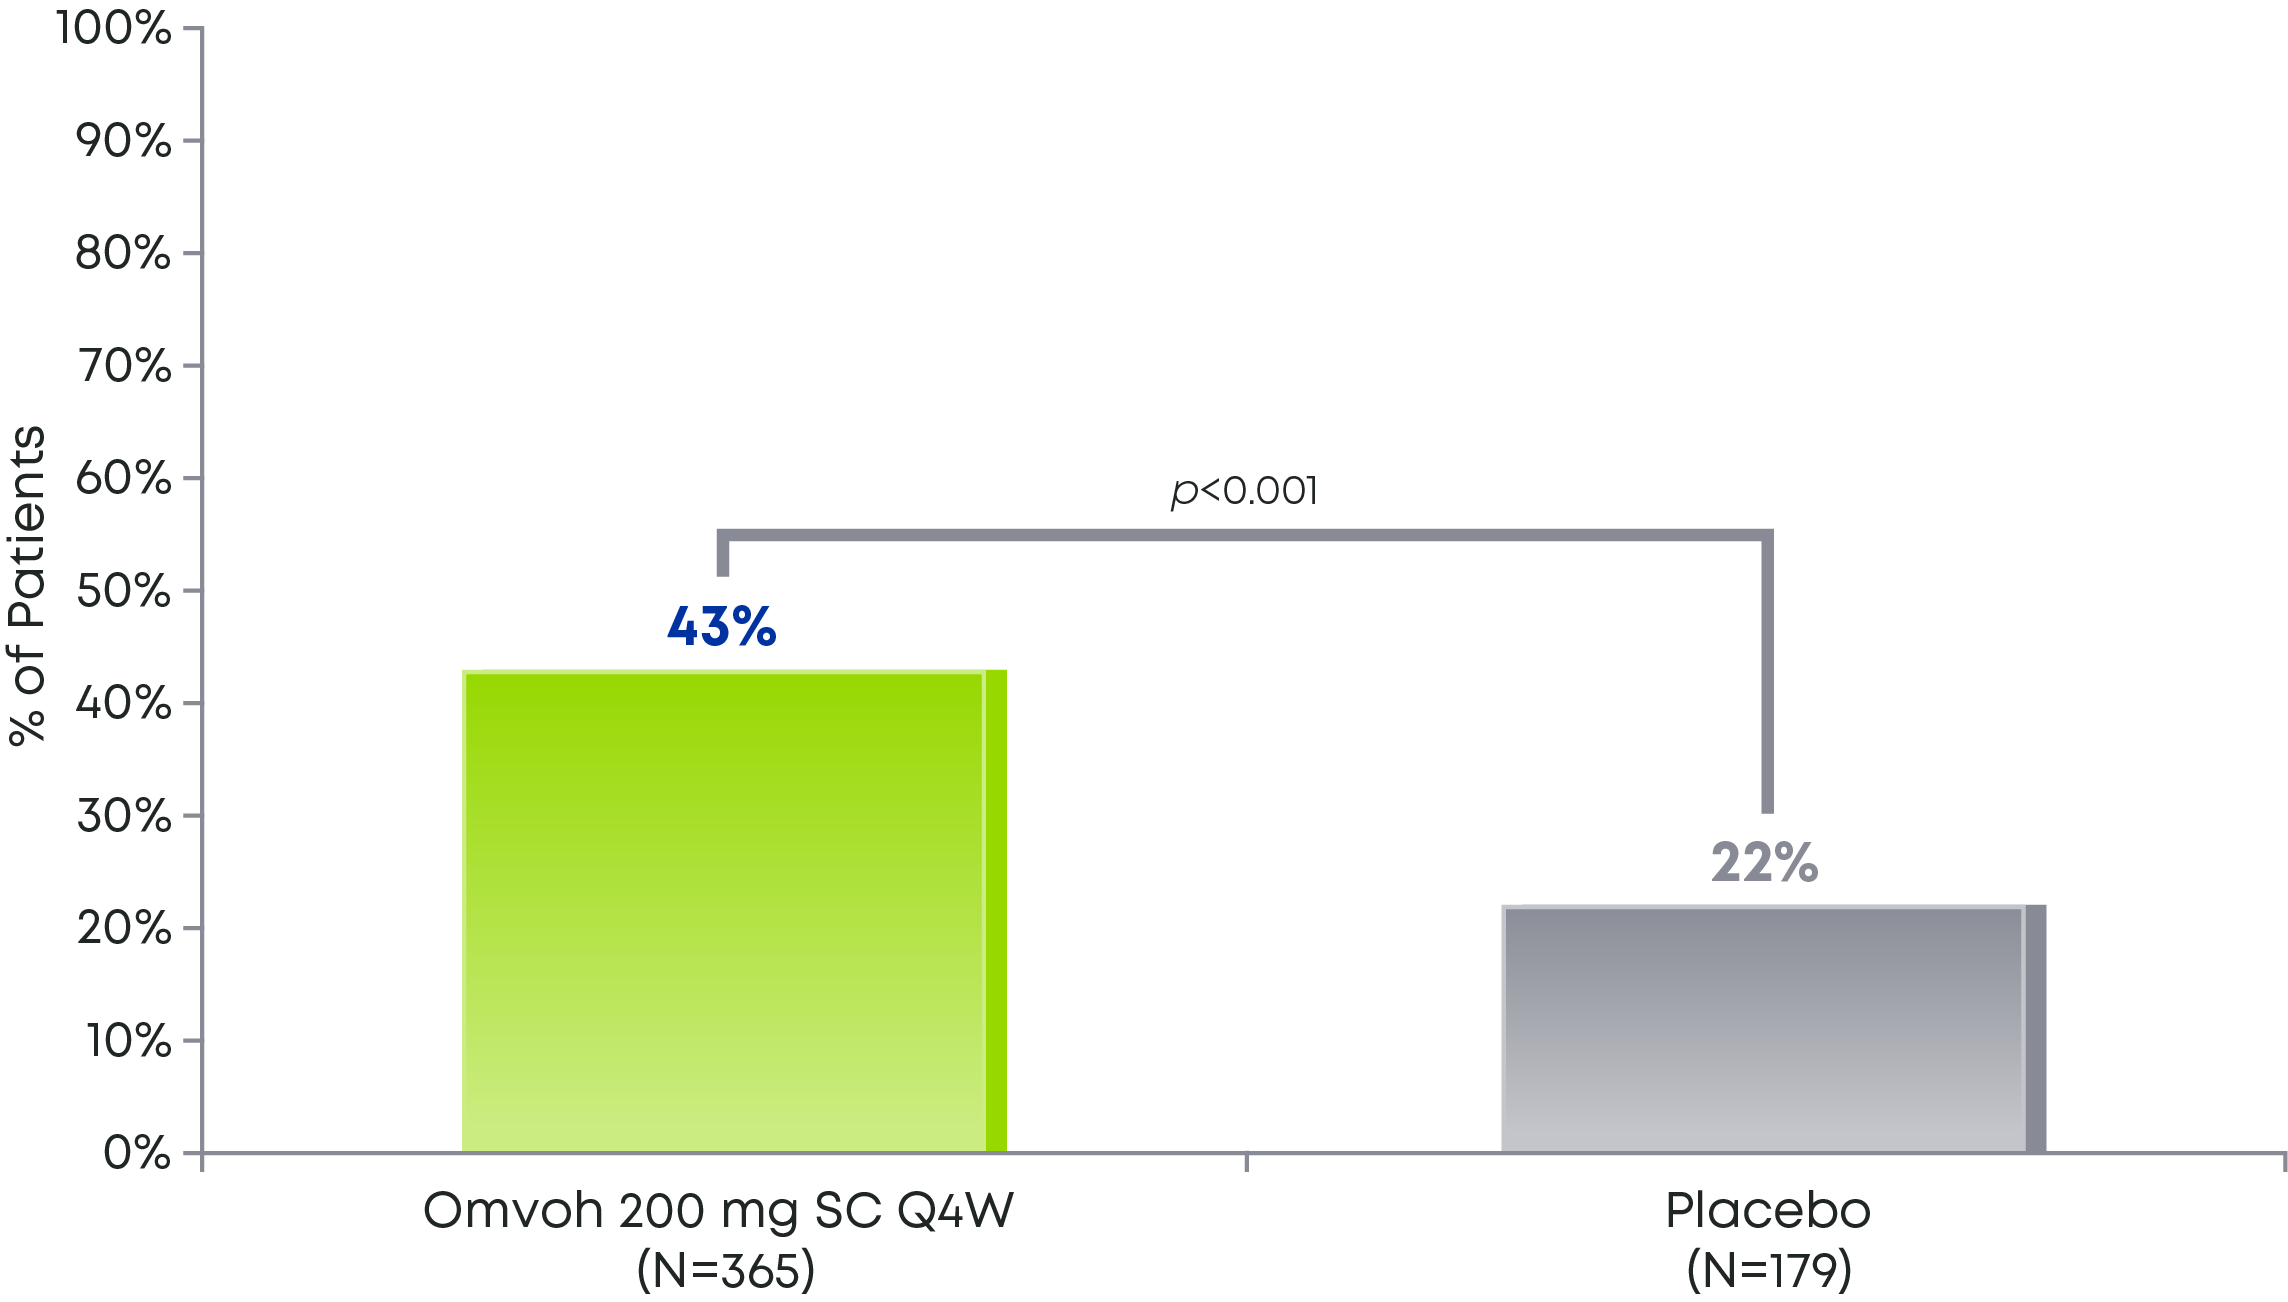 100%
90%
80%
70%
60%
50%
40%
30%
20%
10%
0%
% of Patients
p<0.001
43%
22%
Omvoh 200 mg SC Q4W
(N=365)
Placebo
(N=179)